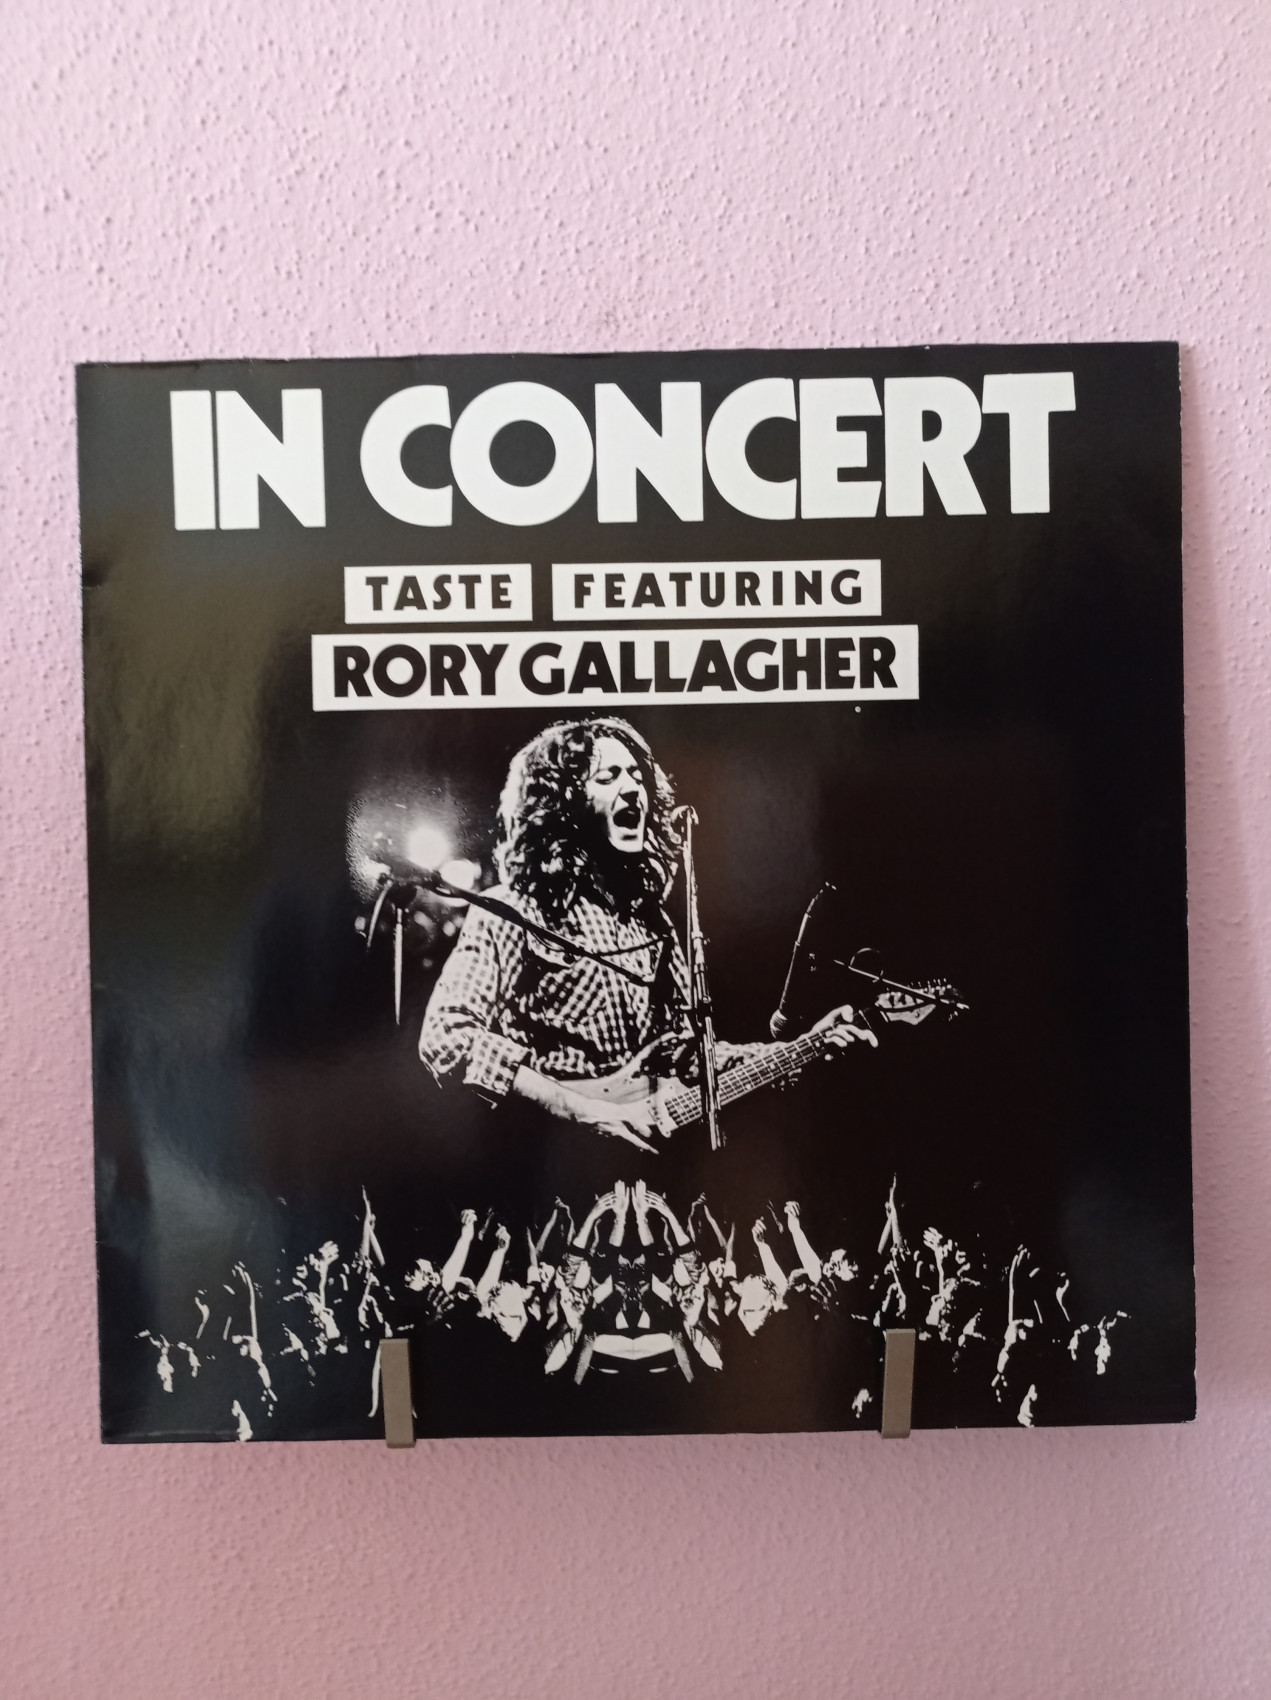 IN CONCERT
TASTE FEATURING
RORY GALLAGHER